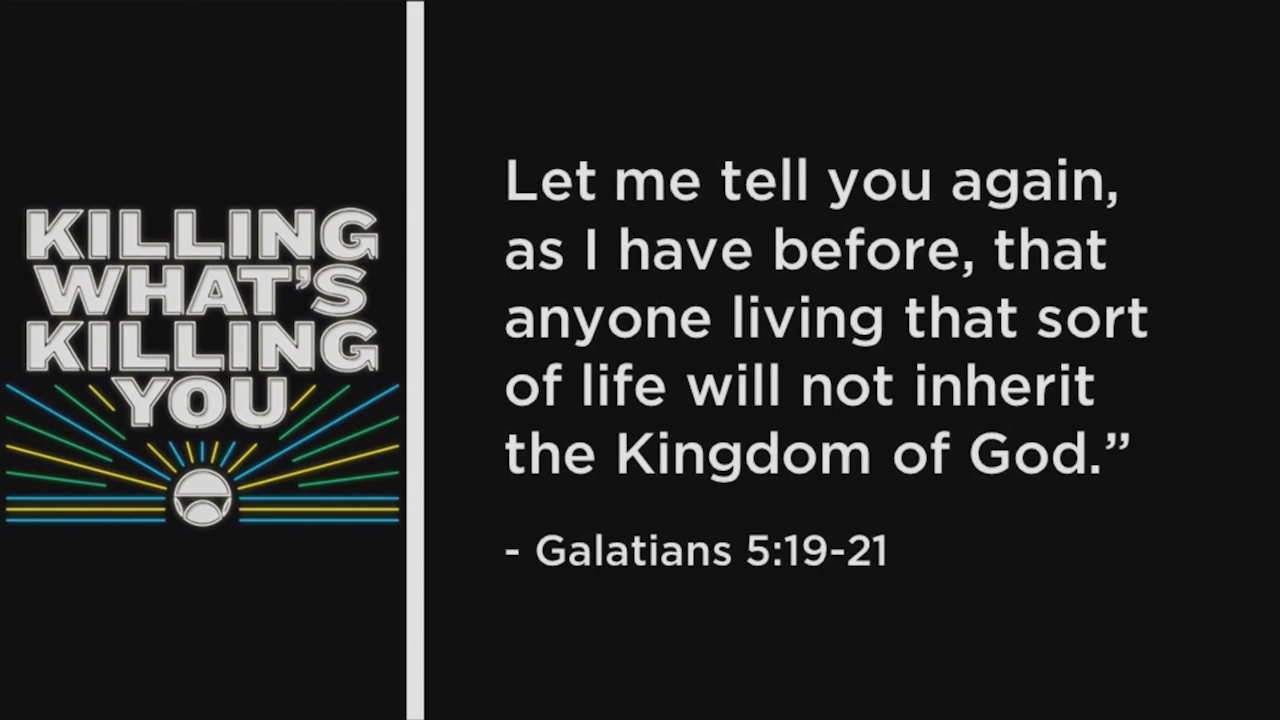 KILLING
WHAT'S
KILLING
YOU
Let me tell you again,
as I have before, that
anyone living that sort
of life will not inherit
the Kingdom of God.”
- Galatians 5:19-21